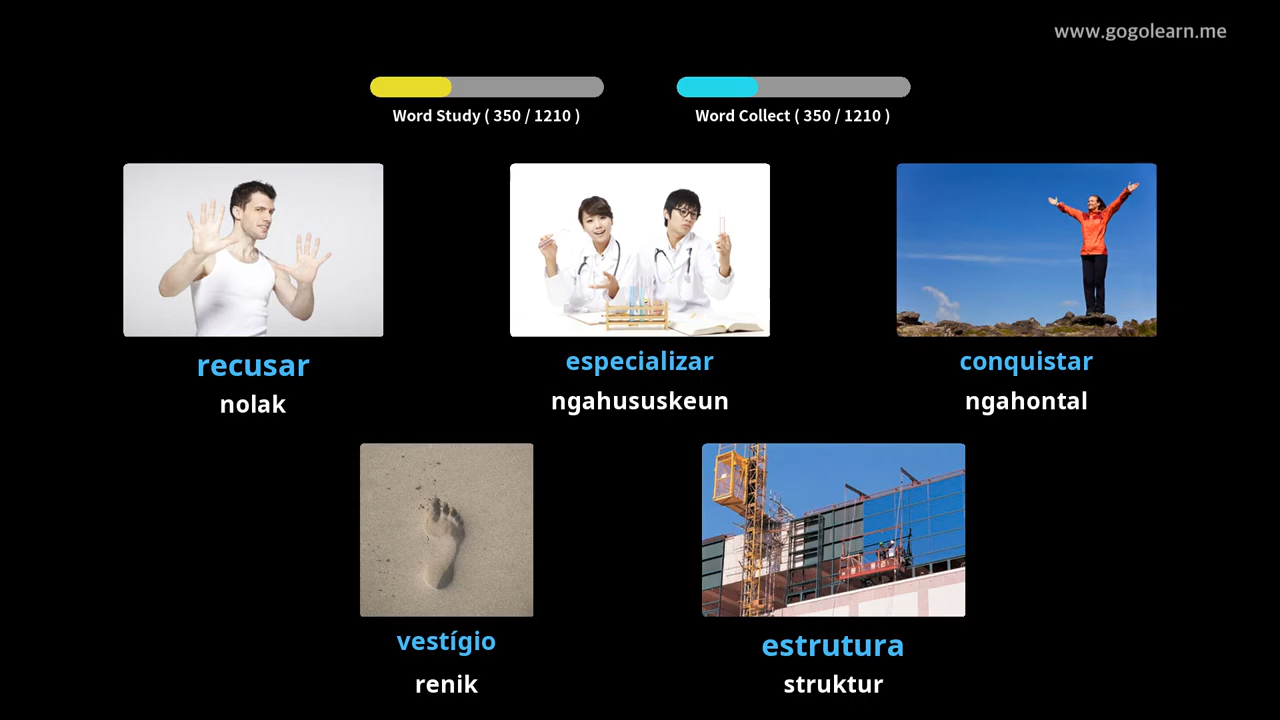 www.gogolearn.me
Word Study ( 350 / 1210 )
Word Collect ( 350 / 1210 )
recusar
nolak
especializar
ngahususkeun
conquistar
ngahontal
vestígio
renik
estrutura
struktur